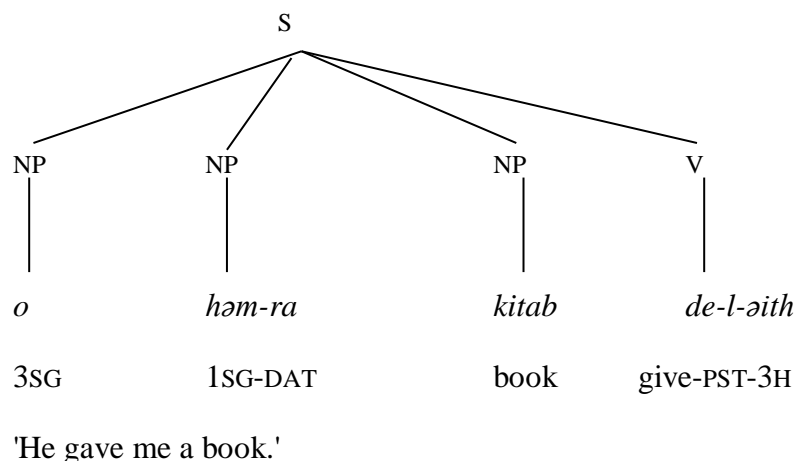 S
NP NP NP V
o həm-ra kitab de-l-əith
3SG 1SG-DAT book give-PST-3H
'He gave me a book.'